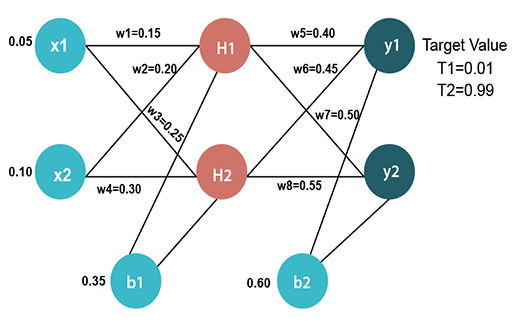 w1=0.15
w5=0.40
0.05
x1
H1
y1
Target Value
w2=0.20
w6=0.45
T1=0.01
T2=0.99
w3=0.25
w7=0.50
0.10
x2
H2
y2
w4=0.30
w8=0.55
0.35
b1
0.60
b2